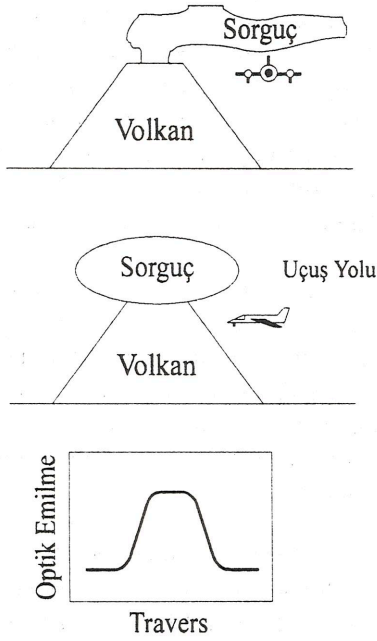 Sorguç
Volkan
Sorguç
Uçuş Yolu
Volkan
Optik Emilme
Travers